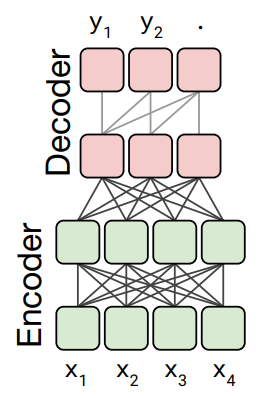 y1 y2 .
Decoder
Encoder
x1 x2 x3 x4